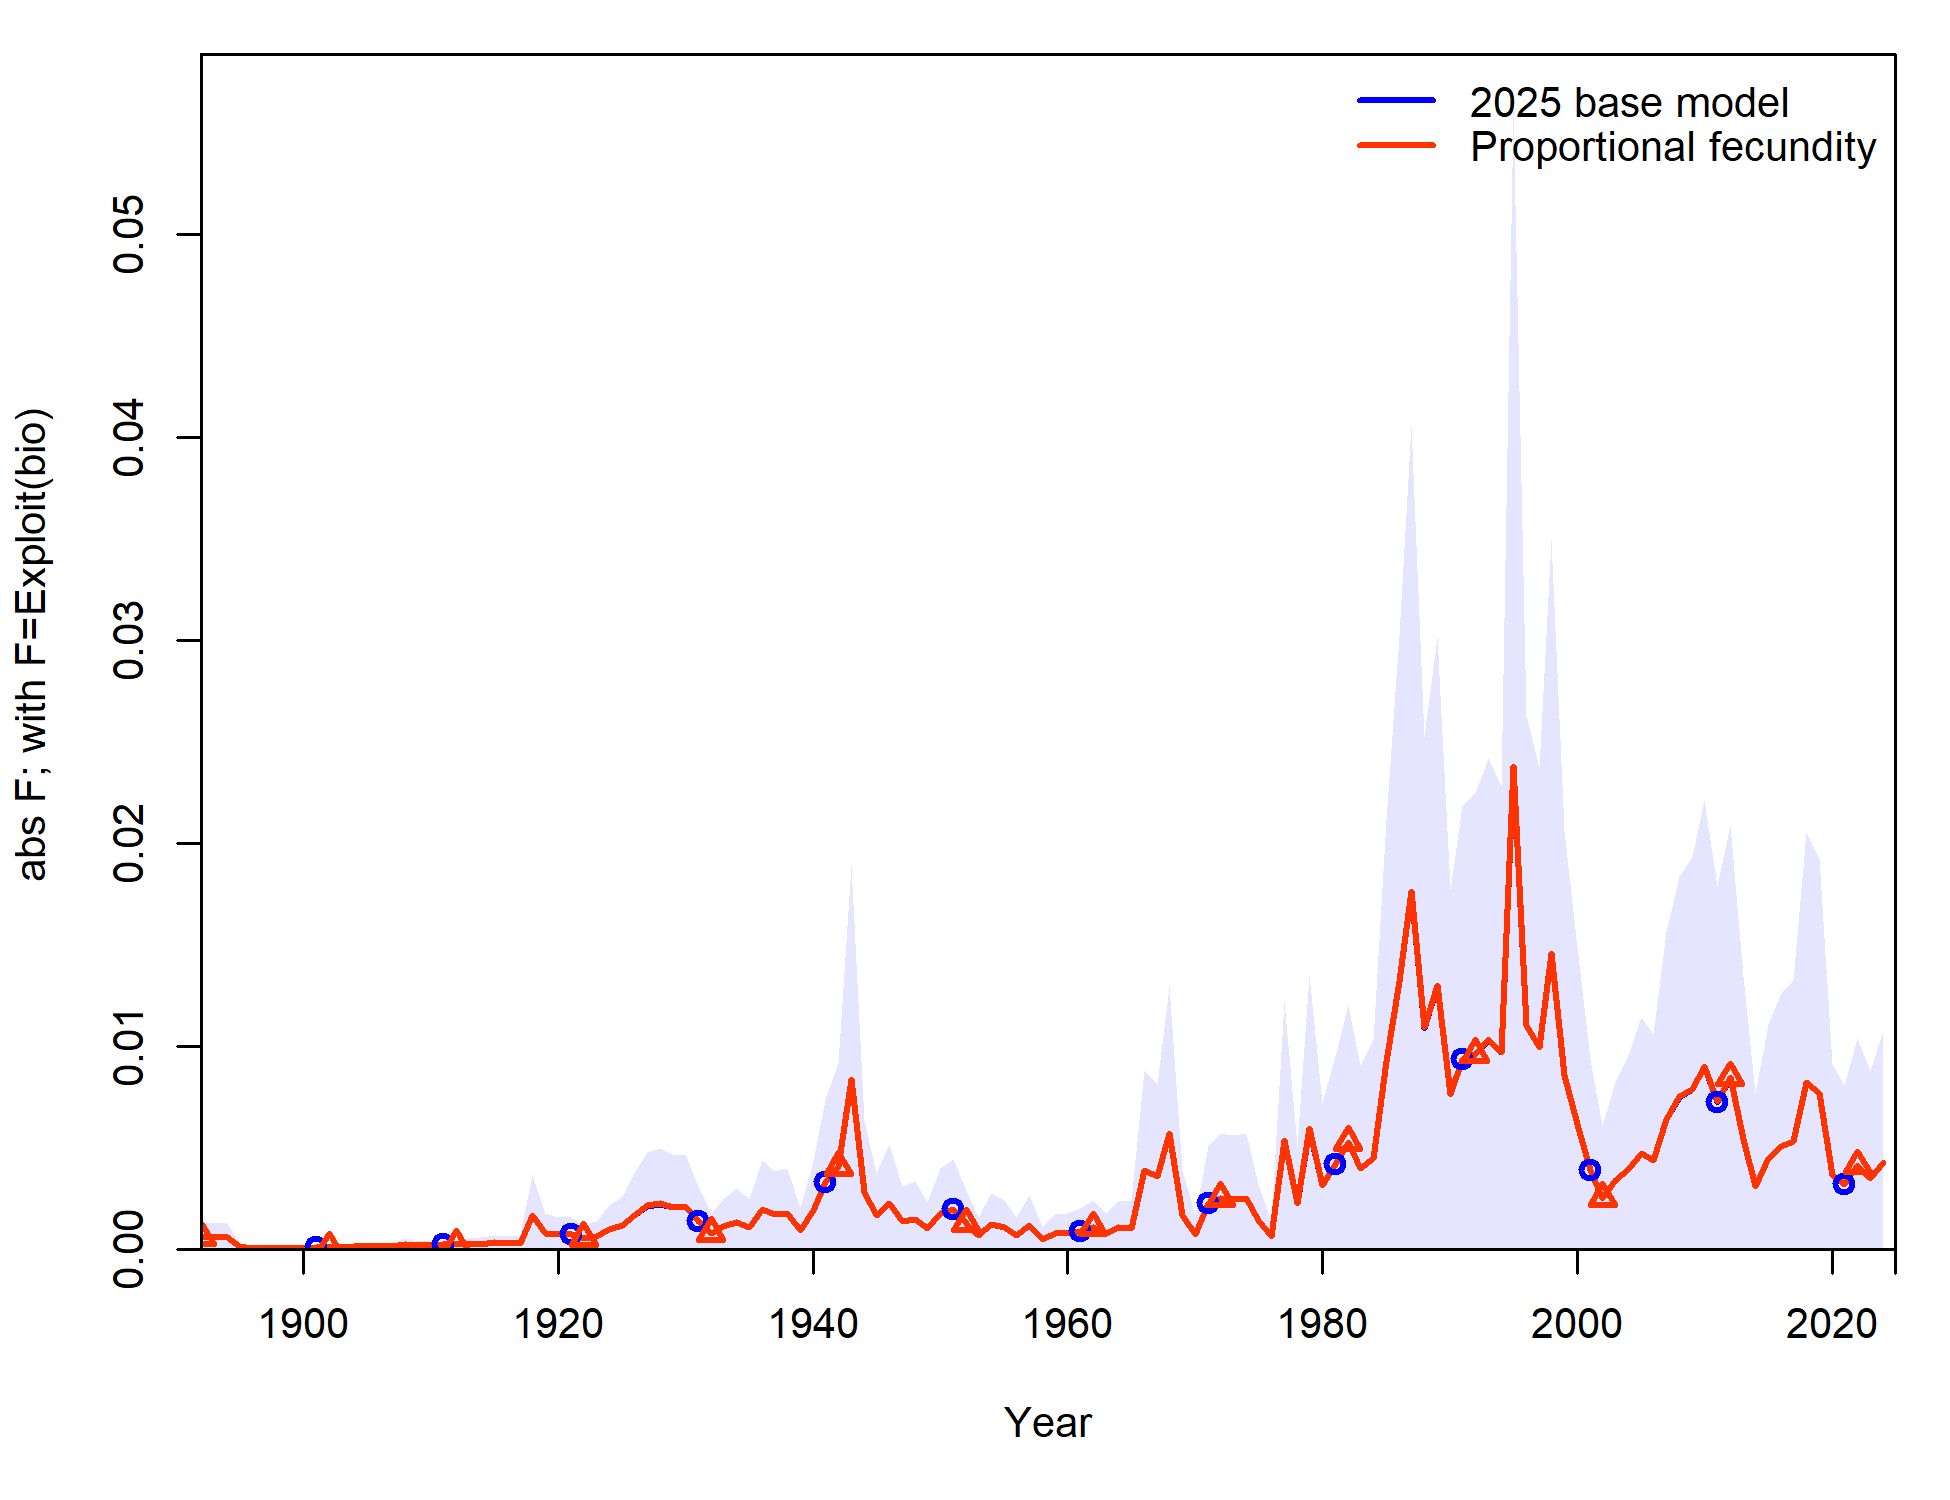 2025 base model
Proportional fecundity
abs F; with F=Exploit(bio)
0.05
0.04
0.03
0.02
0.01
0.00
1900 1920 1940 1960 1980 2000 2020
Year